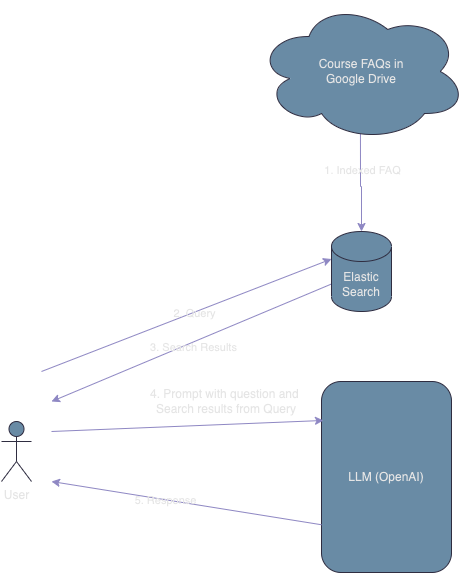 Course FAQs in
Google Drive
1. Indexed FAQ
Elastic
Search
2. Query
3. Search Results
4. Prompt with question and
Search results from Query
LLM (OpenAI)
User
5. Response